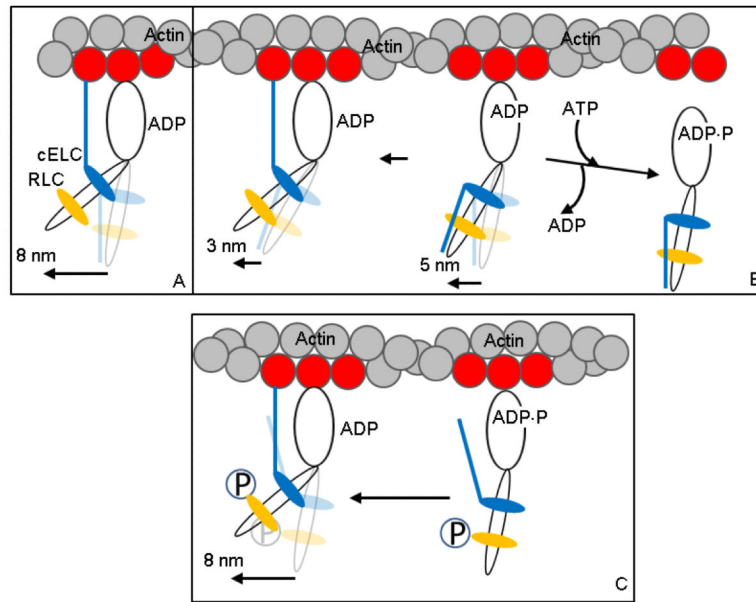 Actin
ADP
cELC
RLC
8 nm
A
Actin
Actin
Actin
ADP
ADP
ATP
ADP·P
ADP
3 nm
5 nm
B
Actin
Actin
ADP
ADP·P
P
P
P
8 nm
C